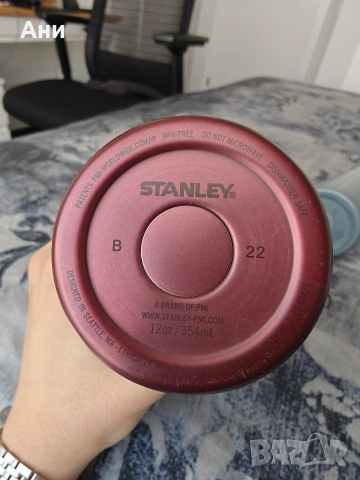 Ани
PATENTS: PMI-WORLDWIDE.COM/IP BPA-FREE DO NOT MICROWAVE DISHWASHER SAFE
STANLEY
B 22
A BRAND OF PMI
WWW.STANLEY-PMI.COM
12oz / 354mL
DESIGNED IN SEATTLE, WA - ETHICALLY
BAZAR